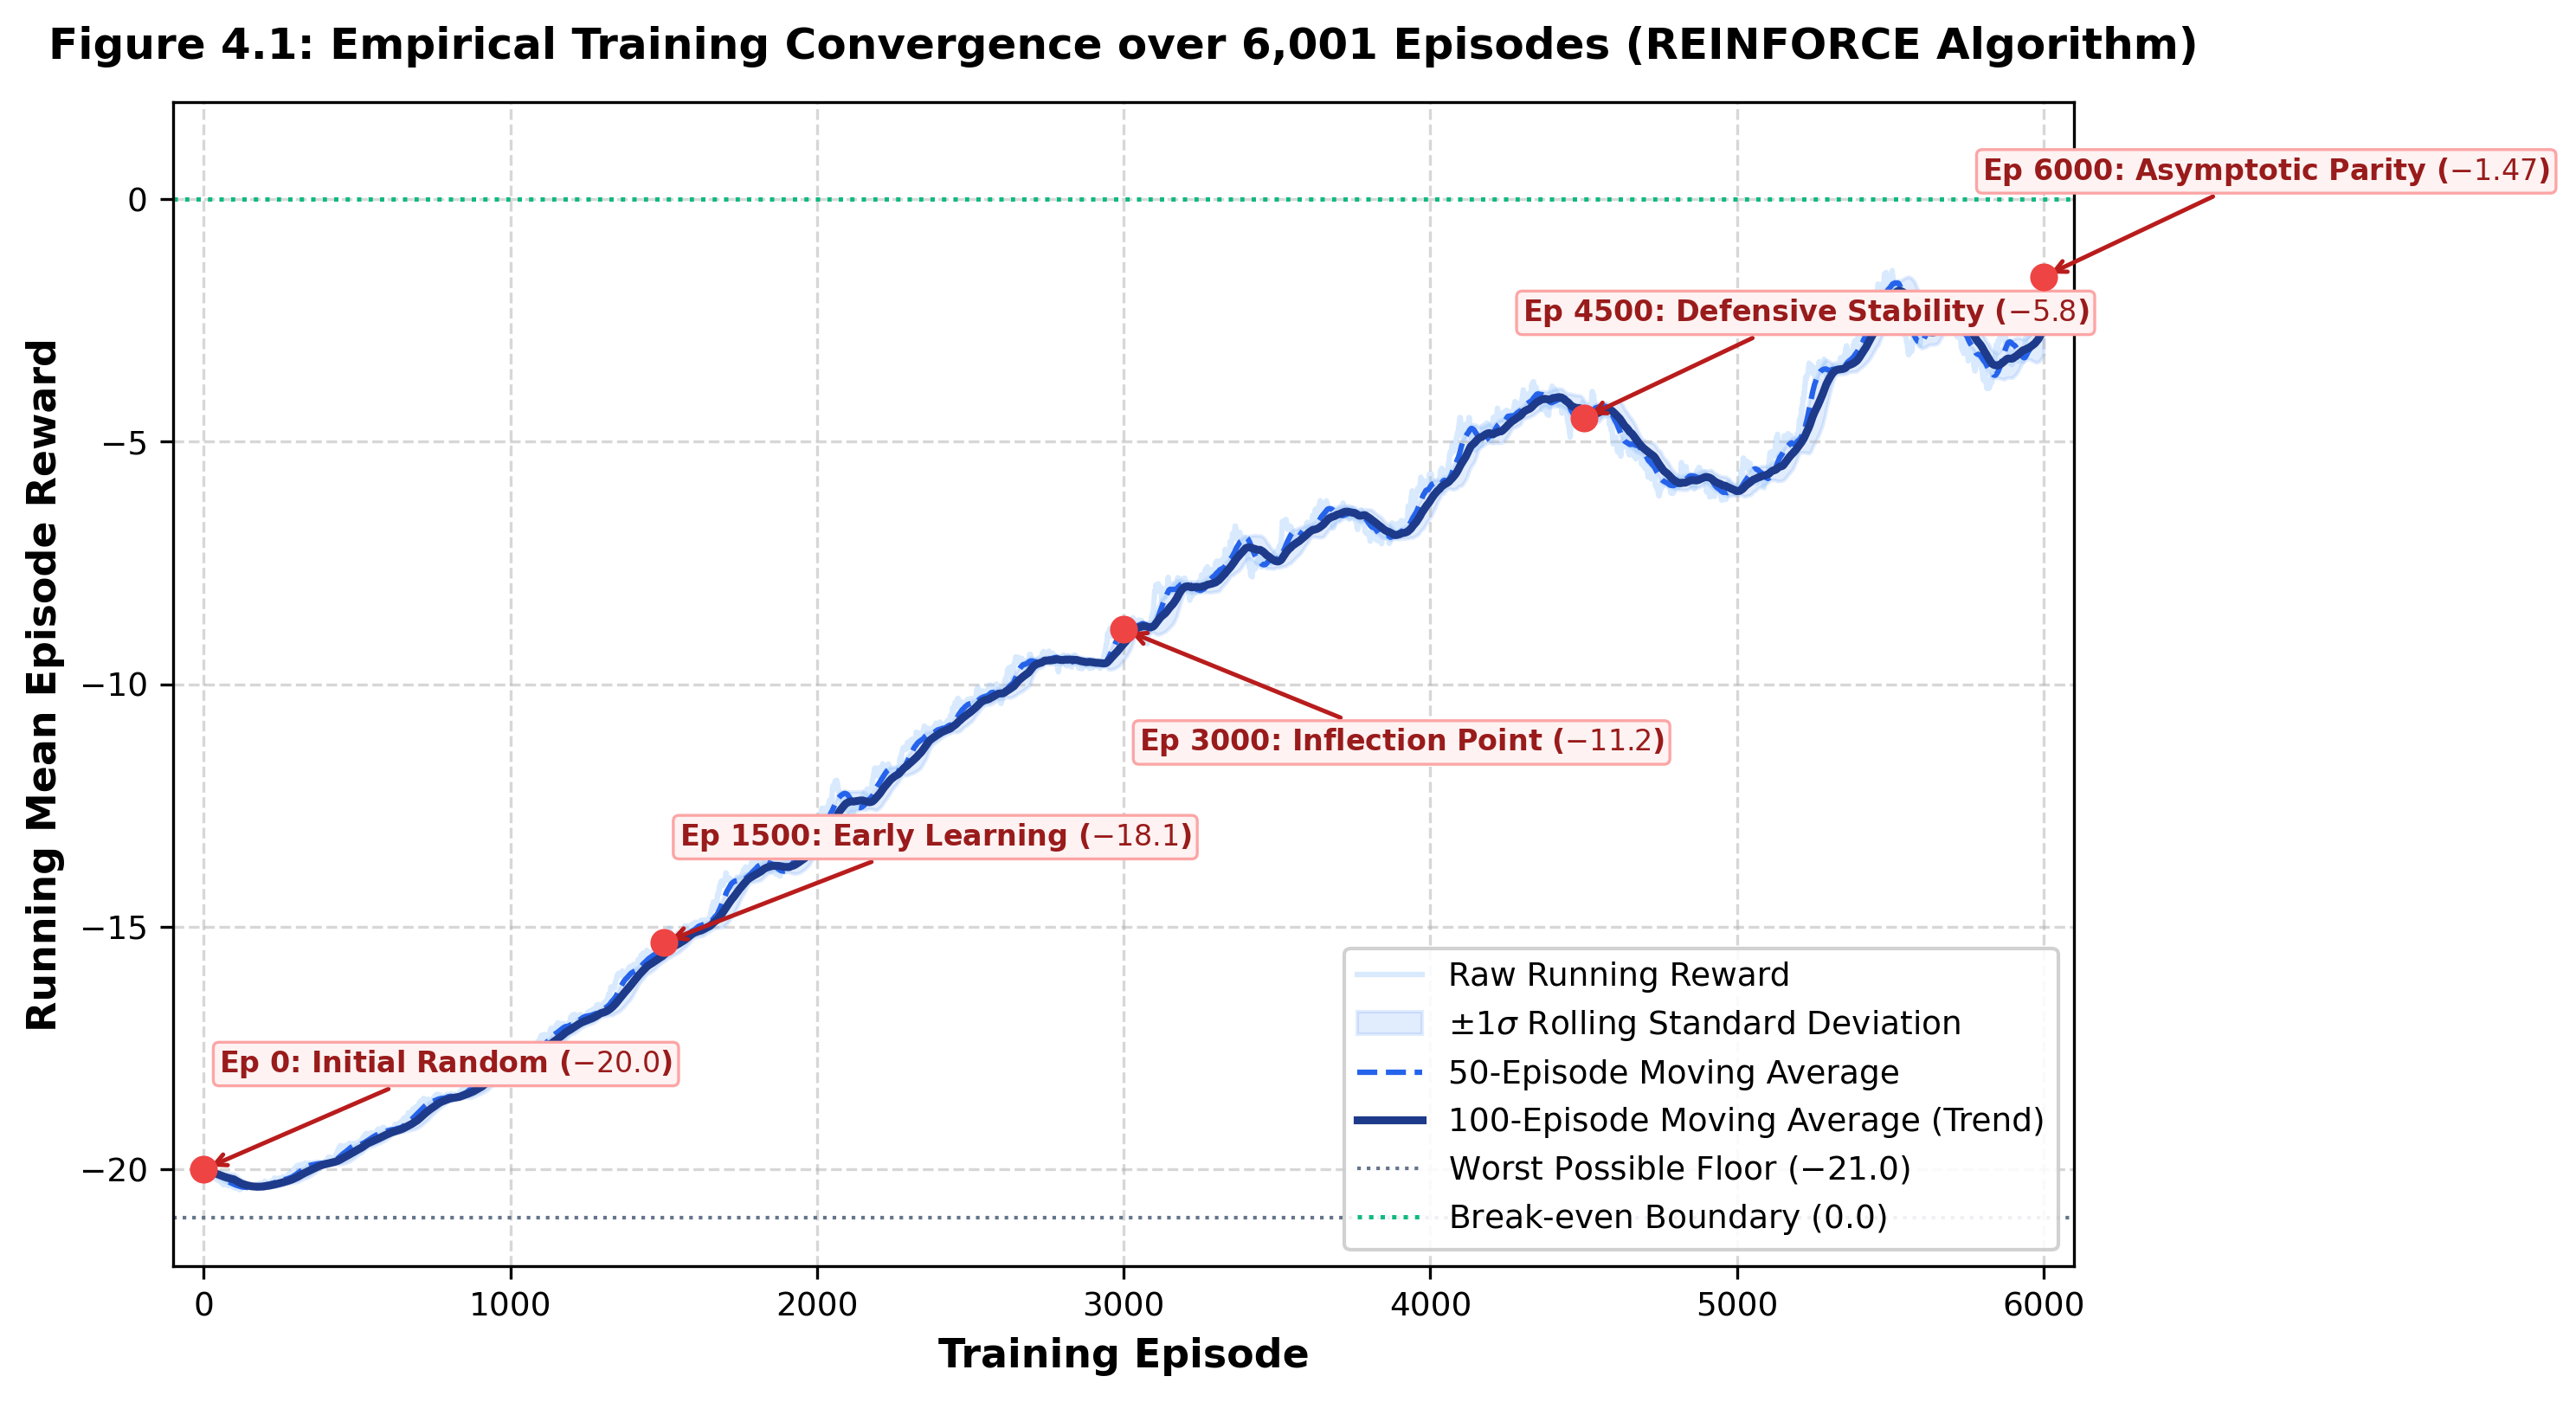 Figure 4.1: Empirical Training Convergence over 6,001 Episodes (REINFORCE Algorithm)
Ep 6000: Asymptotic Parity (−1.47)
Ep 4500: Defensive Stability (−5.8)
Ep 3000: Inflection Point (−11.2)
Ep 1500: Early Learning (−18.1)
Ep 0: Initial Random (−20.0)
Running Mean Episode Reward
0
−5
−10
−15
−20
Raw Running Reward
±1σ Rolling Standard Deviation
50-Episode Moving Average
100-Episode Moving Average (Trend)
Worst Possible Floor (−21.0)
Break-even Boundary (0.0)
0 1000 2000 3000 4000 5000 6000
Training Episode